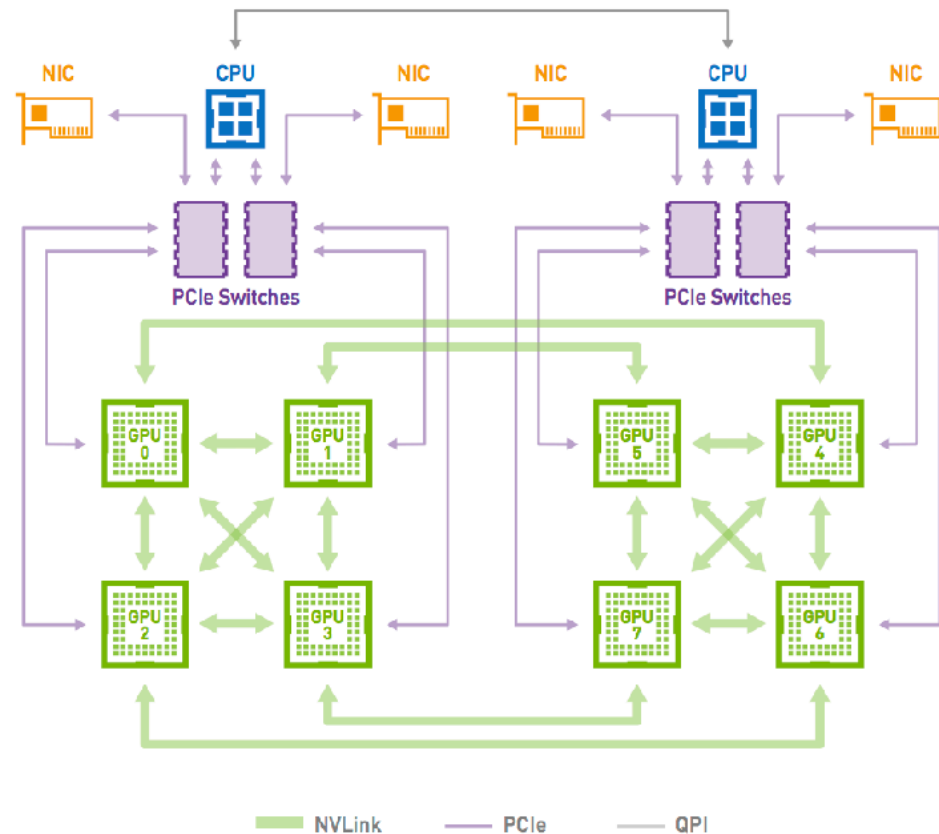 NIC
CPU
NIC
NIC
CPU
NIC
PCIe Switches
PCIe Switches
GPU
0
GPU
1
GPU
5
GPU
4
GPU
2
GPU
3
GPU
7
GPU
6
NVLink
PCIe
QPI